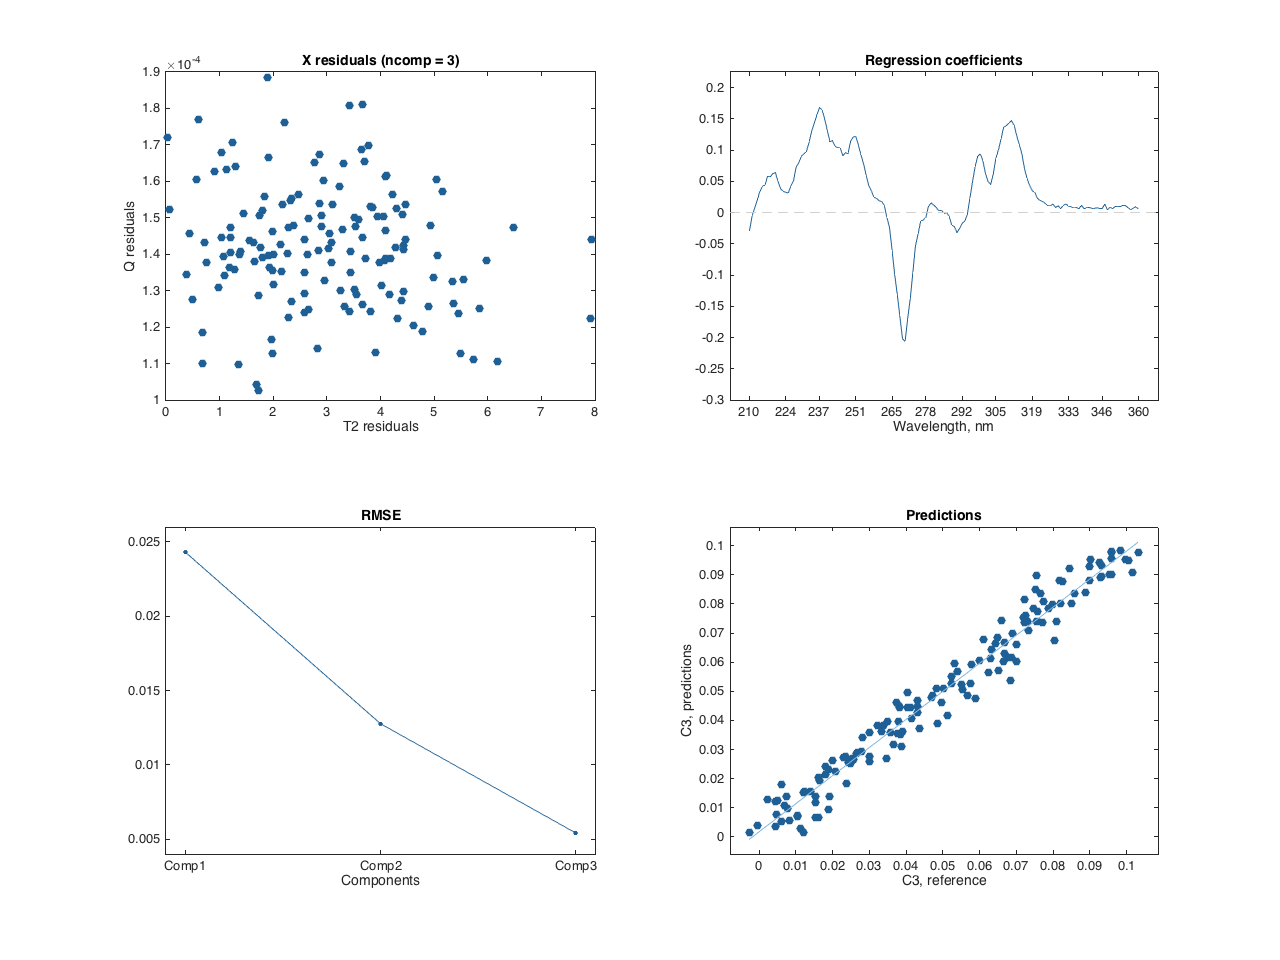 X residuals (ncomp = 3)
×10⁻⁴
1.9
1.8
1.7
1.6
1.5
1.4
1.3
1.2
1.1
1
Q residuals
0 1 2 3 4 5 6 7 8
T2 residuals
Regression coefficients
0.2
0.15
0.1
0.05
0
-0.05
-0.1
-0.15
-0.2
-0.25
-0.3
210 224 237 251 265 278 292 305 319 333 346 360
Wavelength, nm
RMSE
0.025
0.02
0.015
0.01
0.005
Comp1 Comp2 Comp3
Components
Predictions
0.1
0.09
0.08
0.07
0.06
0.05
0.04
0.03
0.02
0.01
0
C3, predictions
0 0.01 0.02 0.03 0.04 0.05 0.06 0.07 0.08 0.09 0.1
C3, reference